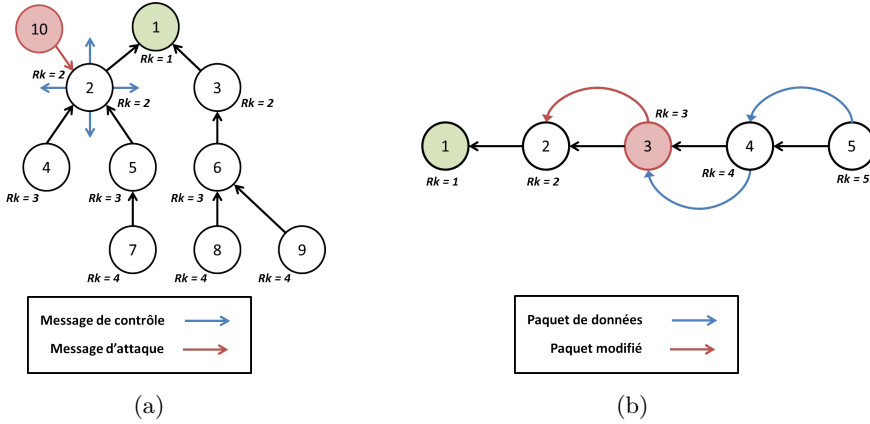 10
1
Rk = 1
Rk = 2
2
Rk = 2
3
Rk = 2
4
Rk = 3
5
Rk = 3
6
Rk = 3
7
Rk = 4
8
Rk = 4
9
Rk = 4
Message de contrôle
Message d'attaque
(a)
Rk = 3
1
2
3
4
5
Rk = 1
Rk = 2
Rk = 4
Rk = 5
Paquet de données
Paquet modifié
(b)